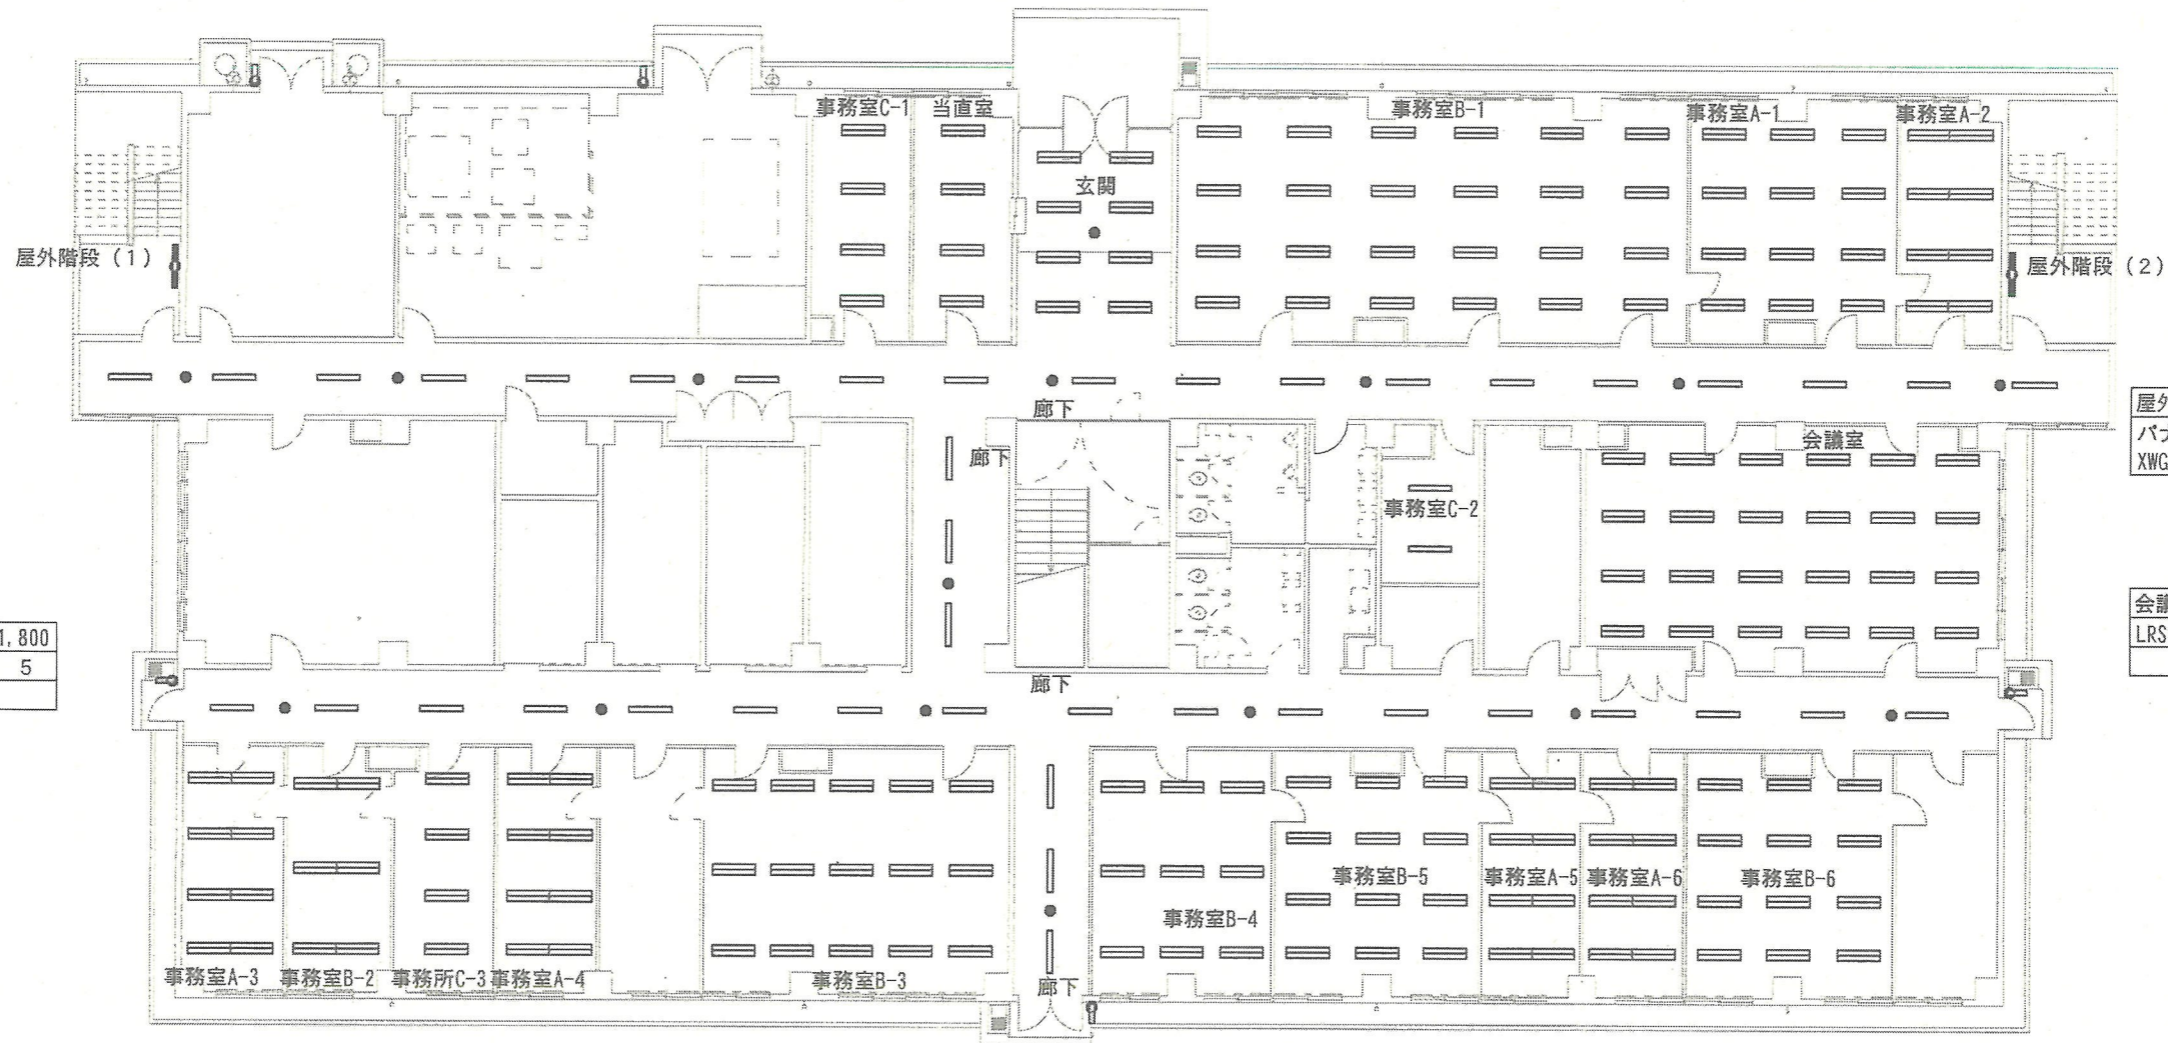 事務室C-1
当直室
事務室B-1
事務室A-1
事務室A-2
玄関
屋外階段（1）
屋外階段（2）
廊下
屋外
XWG
廊下
会議室
事務室C-2
LRS
1,800
5
廊下
事務室B-5
事務室A-5
事務室A-6
事務室B-6
事務室B-4
事務室A-3
事務室B-2
事務所C-3
事務室A-4
事務室B-3
廊下